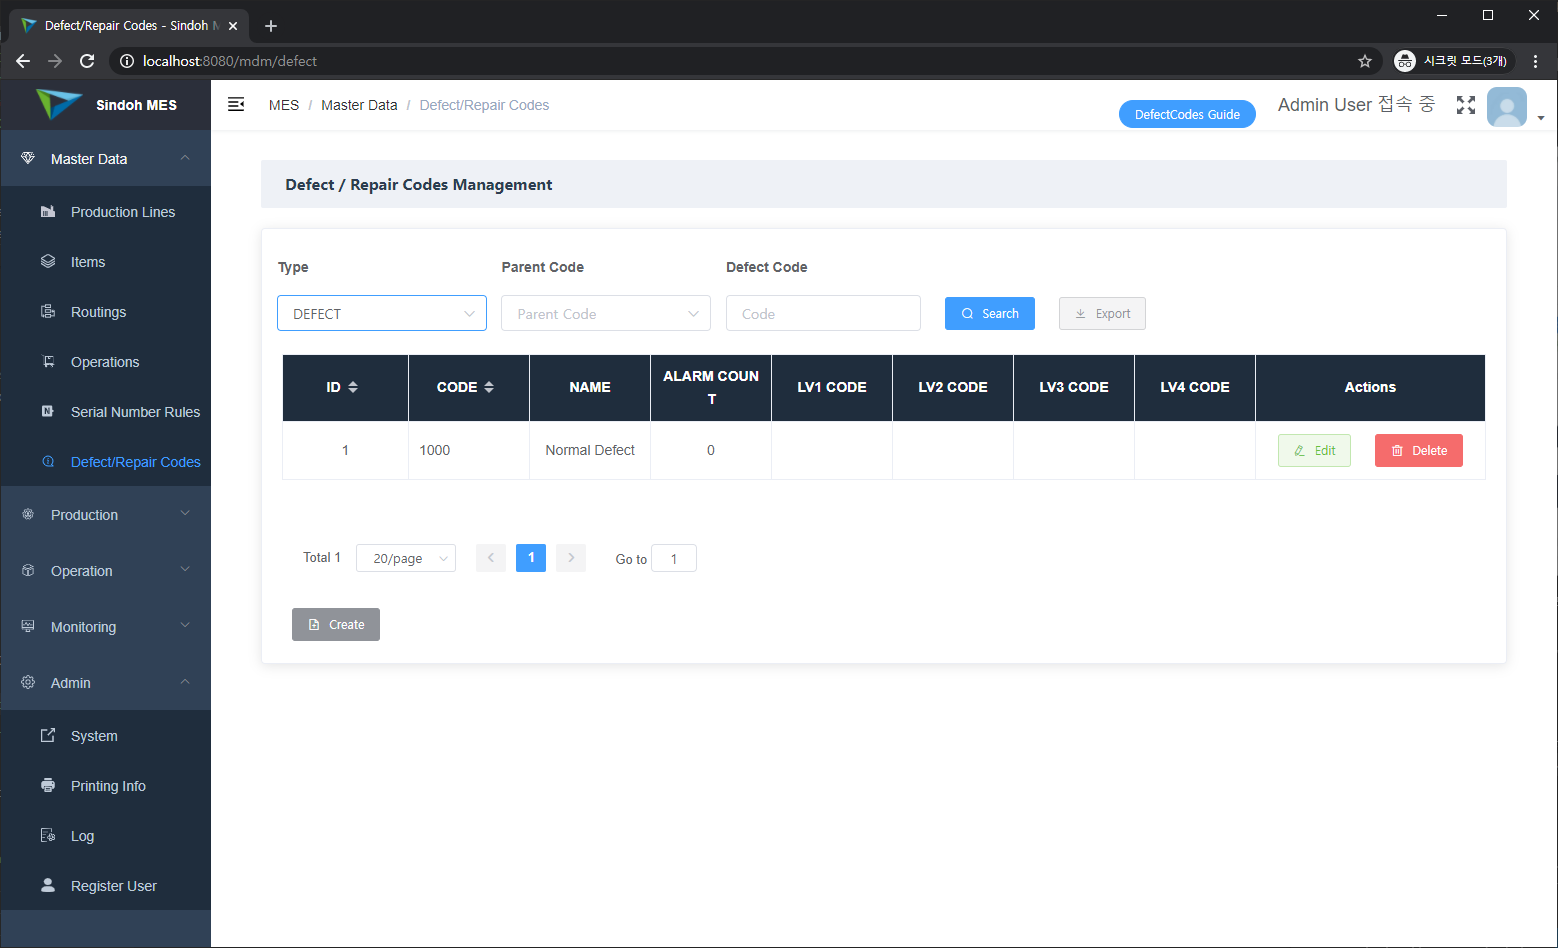 Defect/Repair Codes - Sindoh M
localhost:8080/mdm/defect
시크릿 모드(3개)
Sindoh MES
MES / Master Data / Defect/Repair Codes
DefectCodes Guide
Admin User 접속 중
Master Data
Production Lines
Items
Routings
Operations
Serial Number Rules
Defect/Repair Codes
Production
Operation
Monitoring
Admin
System
Printing Info
Log
Register User
Defect / Repair Codes Management
Type Parent Code Defect Code
DEFECT Parent Code Code Search Export
ID CODE NAME ALARM COUN
T LV1 CODE LV2 CODE LV3 CODE LV4 CODE Actions
1 1000 Normal Defect 0 Edit Delete
Total 1 20/page 1 Go to 1
Create